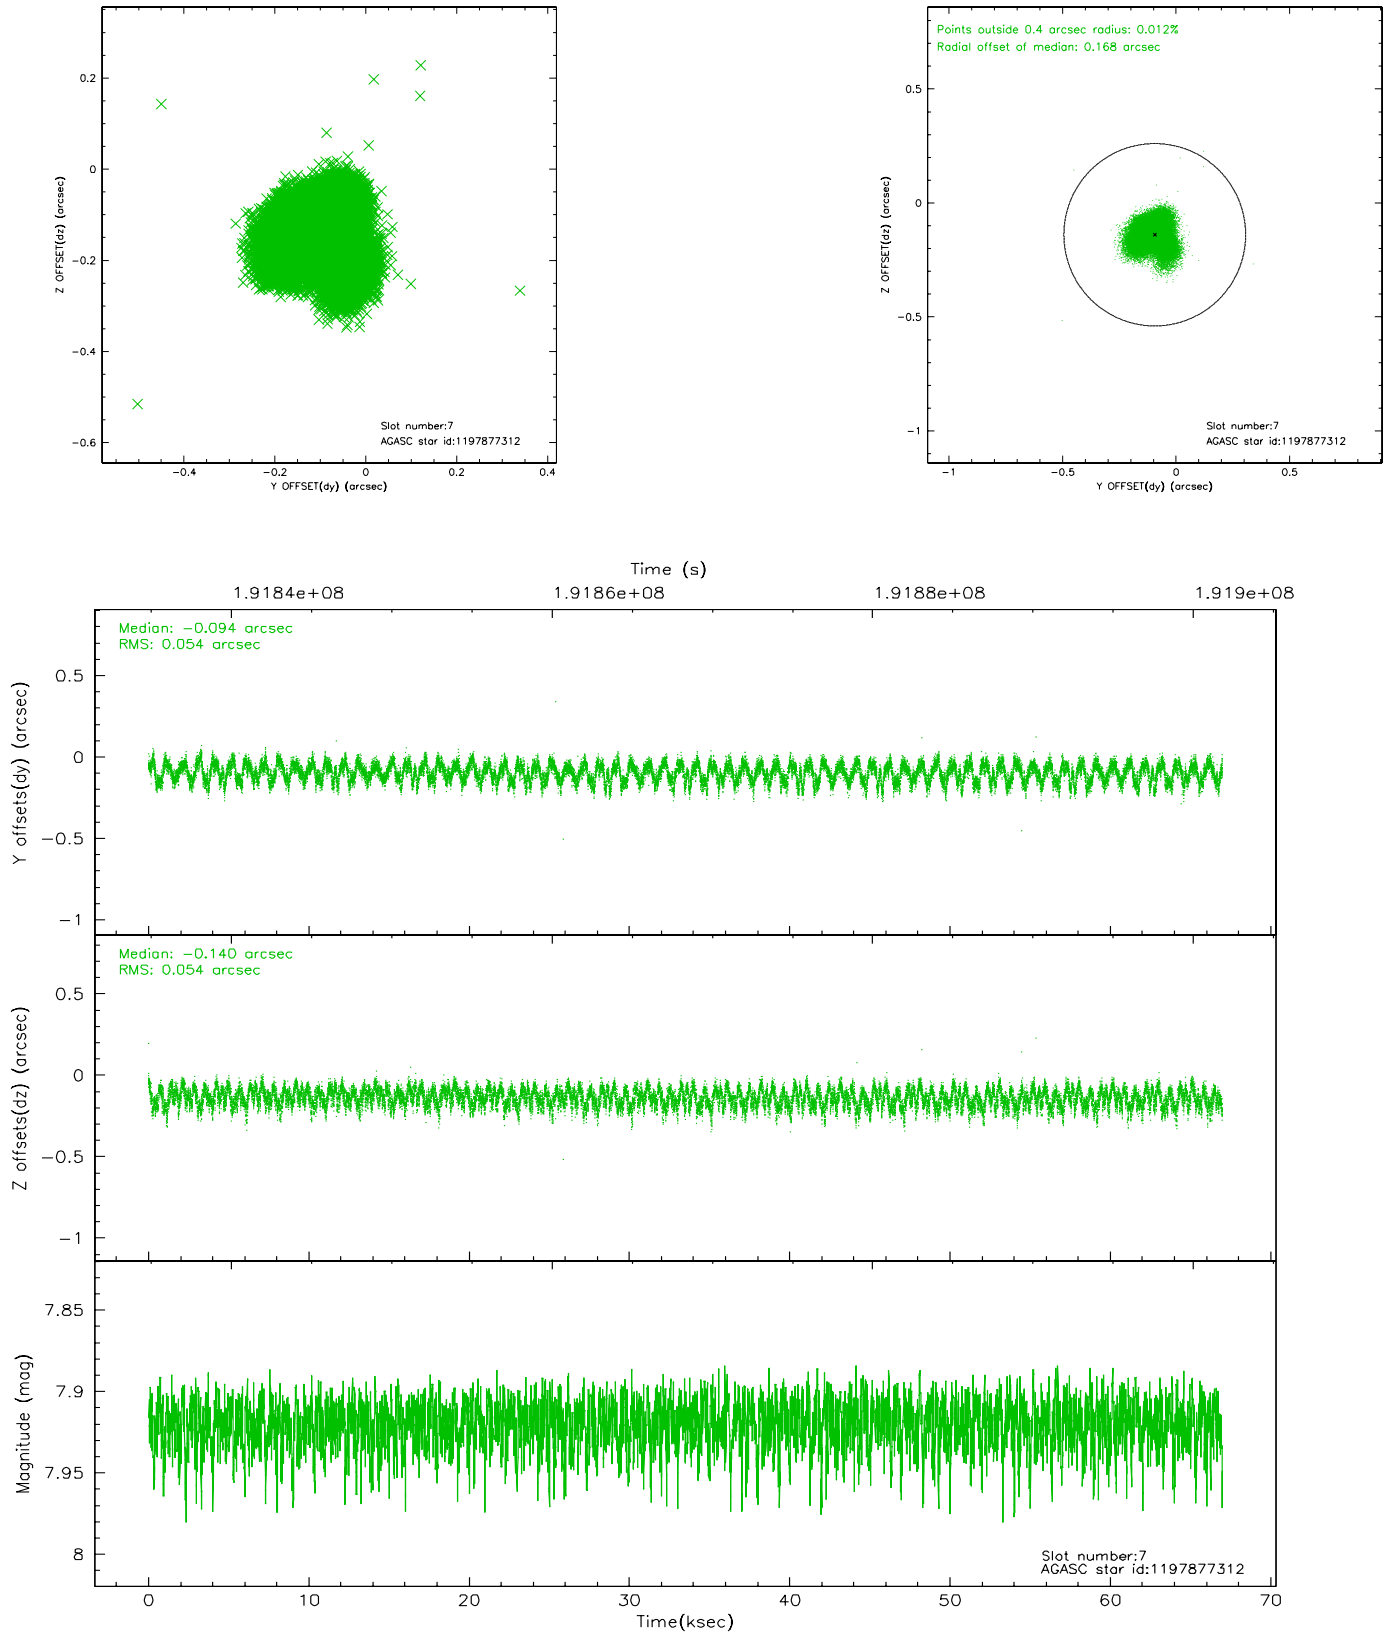 0.2
0
−0.2
−0.4
−0.6
Z OFFSET(dz) (arcsec)
Slot number:7
AGASC star id:1197877312
−0.4
−0.2
0
0.2
0.4
Y OFFSET(dy) (arcsec)
Points outside 0.4 arcsec radius: 0.012%
Radial offset of median: 0.168 arcsec
0.5
0
−0.5
−1
Z OFFSET(dz) (arcsec)
Slot number:7
AGASC star id:1197877312
−1
−0.5
0
0.5
Y OFFSET(dy) (arcsec)
Time (s)
1.9184e+08
1.9186e+08
1.9188e+08
1.919e+08
Median: −0.094 arcsec
RMS: 0.054 arcsec
0.5
0
−0.5
−1
Y offsets(dy) (arcsec)
Median: −0.140 arcsec
RMS: 0.054 arcsec
0.5
0
−0.5
−1
Z offsets(dz) (arcsec)
7.85
7.9
7.95
8
Magnitude (mag)
Slot number:7
AGASC star id:1197877312
0
10
20
30
40
50
60
70
Time(ksec)